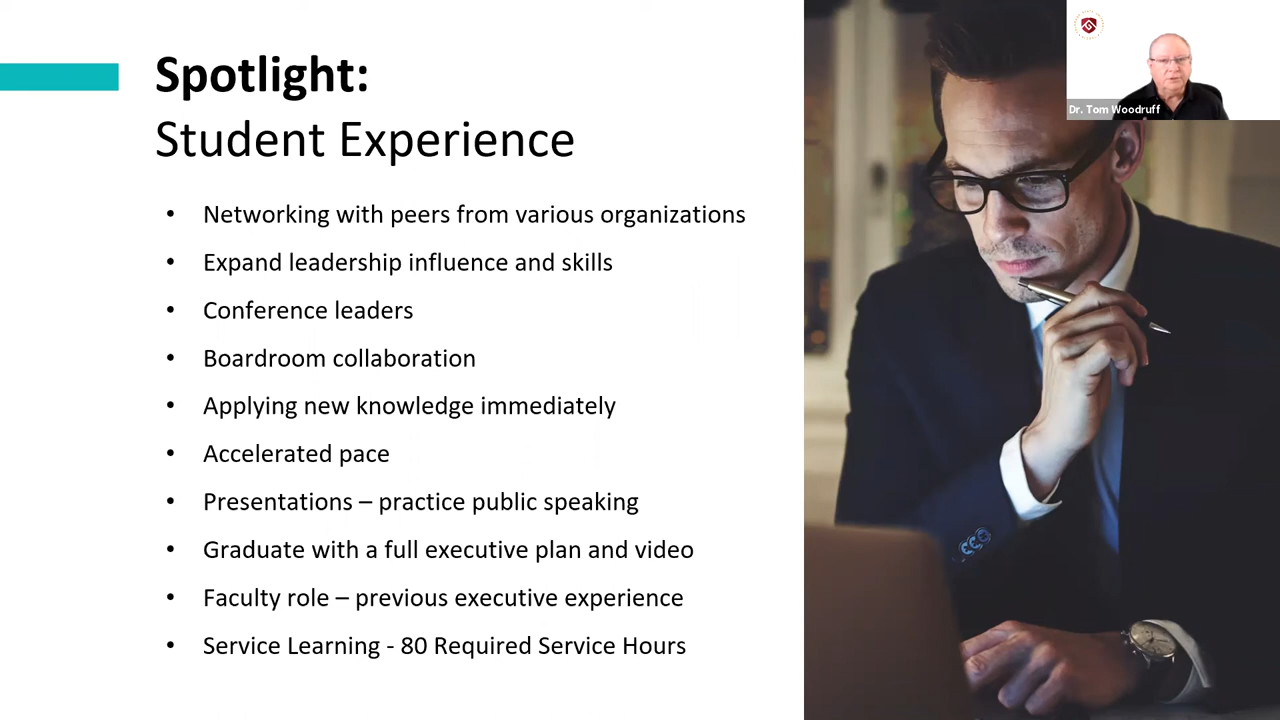 Spotlight:
Student Experience
• Networking with peers from various organizations
• Expand leadership influence and skills
• Conference leaders
• Boardroom collaboration
• Applying new knowledge immediately
• Accelerated pace
• Presentations – practice public speaking
• Graduate with a full executive plan and video
• Faculty role – previous executive experience
• Service Learning - 80 Required Service Hours
Dr. Tom Woodruff